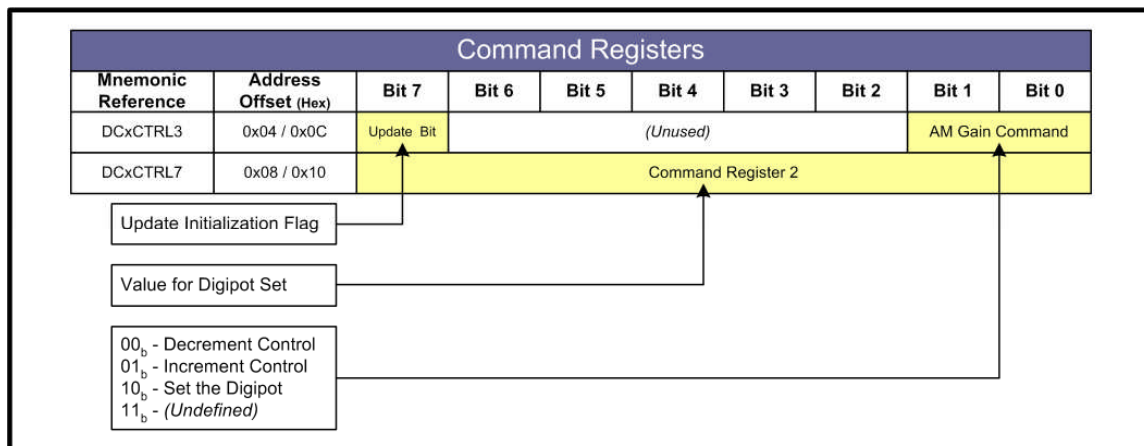 Command Registers
Mnemonic Reference Address Offset (Hex) Bit 7 Bit 6 Bit 5 Bit 4 Bit 3 Bit 2 Bit 1 Bit 0
DCxCTRL3 0x04 / 0x0C Update Bit (Unused) AM Gain Command
DCxCTRL7 0x08 / 0x10 Command Register 2
Update Initialization Flag
Value for Digipot Set
00b - Decrement Control
01b - Increment Control
10b - Set the Digipot
11b - (Undefined)